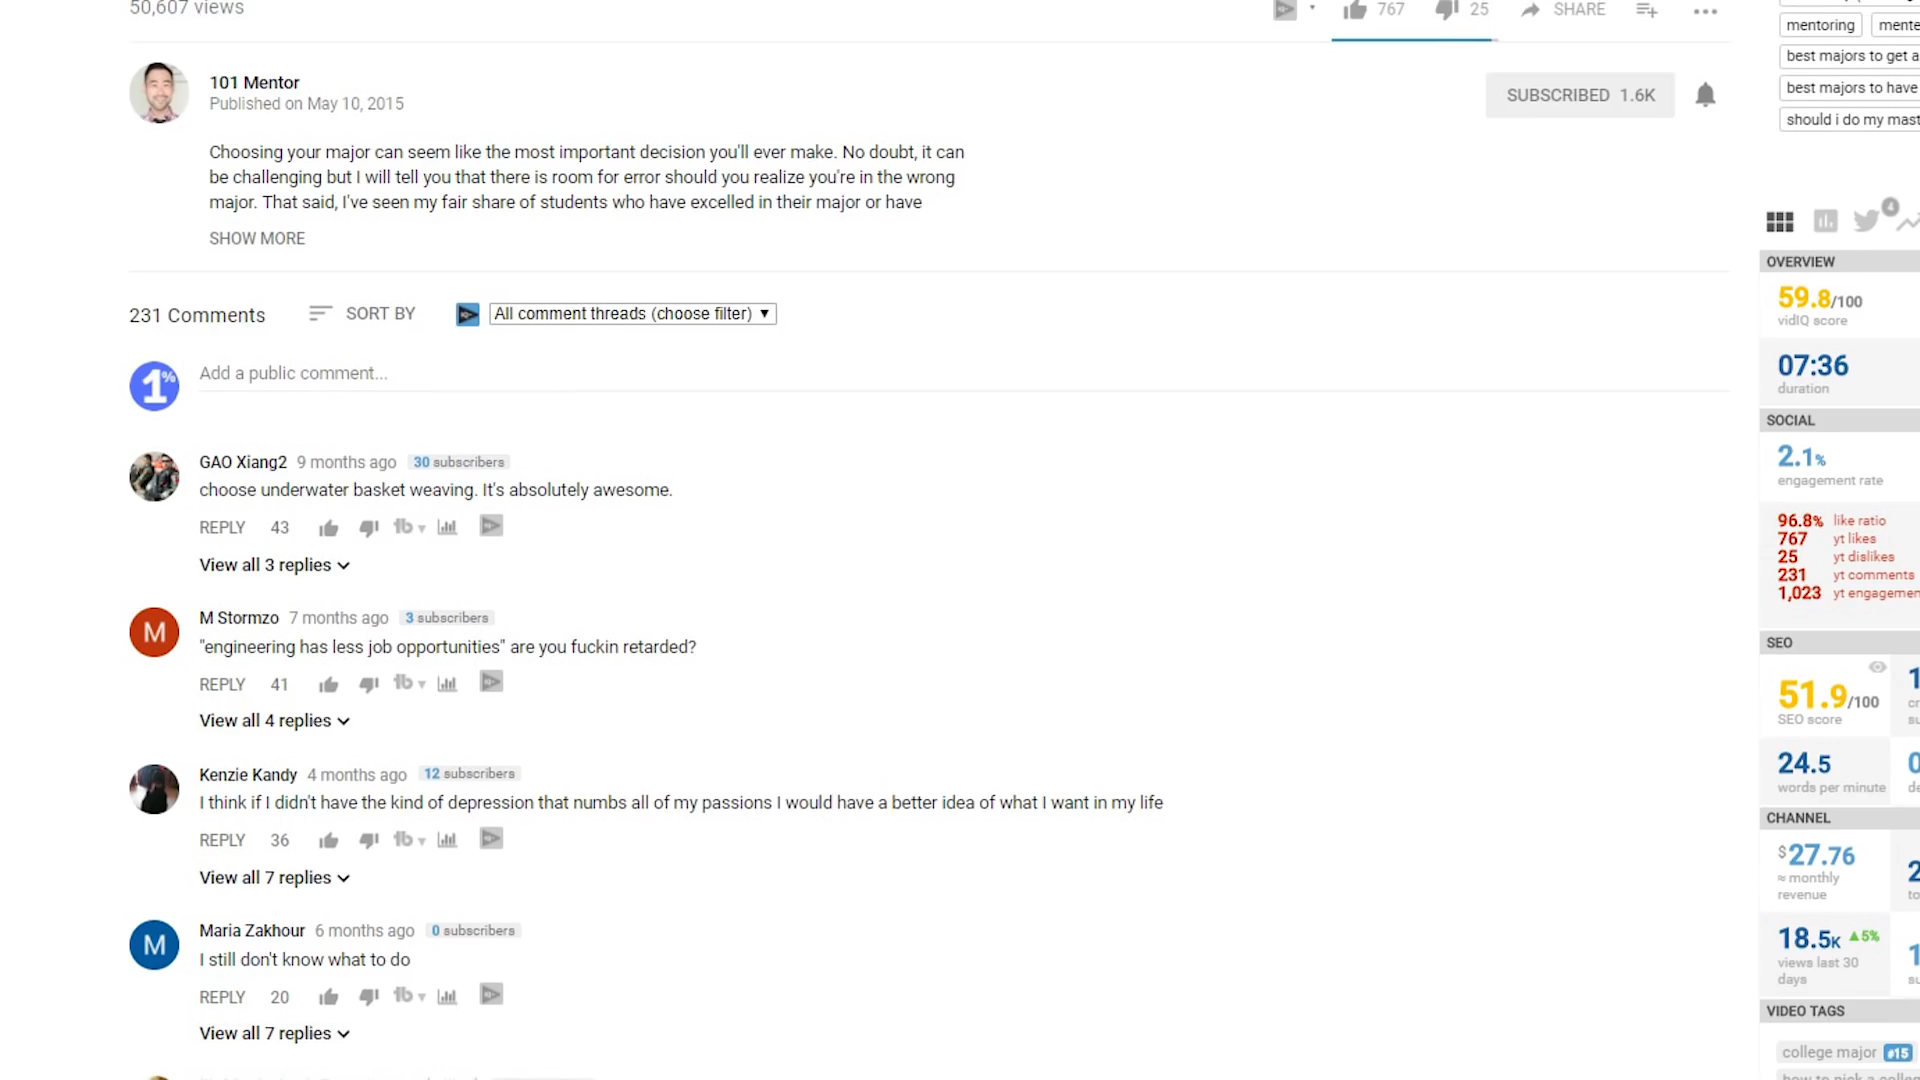 50,607 views
767
25
SHARE
mentoring
best majors to get a
best majors to have
should i do my mast
101 Mentor
Published on May 10, 2015
SUBSCRIBED 1.6K
Choosing your major can seem like the most important decision you'll ever make. No doubt, it can
be challenging but I will tell you that there is room for error should you realize you're in the wrong
major. That said, I've seen my fair share of students who have excelled in their major or have
SHOW MORE
231 Comments
SORT BY
All comment threads (choose filter)
1%
Add a public comment...
GAO Xiang2 9 months ago 30 subscribers
choose underwater basket weaving. It's absolutely awesome.
REPLY 43
View all 3 replies
M
M Stormzo 7 months ago 3 subscribers
"engineering has less job opportunities" are you fuckin retarded?
REPLY 41
View all 4 replies
Kenzie Kandy 4 months ago 12 subscribers
I think if I didn't have the kind of depression that numbs all of my passions I would have a better idea of what I want in my life
REPLY 36
View all 7 replies
M
Maria Zakhour 6 months ago 0 subscribers
I still don't know what to do
REPLY 20
View all 7 replies
4
OVERVIEW
59.8/100
vidIQ score
07:36
duration
SOCIAL
2.1%
engagement rate
96.8% like ratio
767 yt likes
25 yt dislikes
231 yt comments
1,023 yt engagemen
SEO
51.9/100
SEO score
24.5
words per minute
CHANNEL
$27.76
≈ monthly
revenue
18.5K ▲5%
views last 30
days
VIDEO TAGS
college major #15